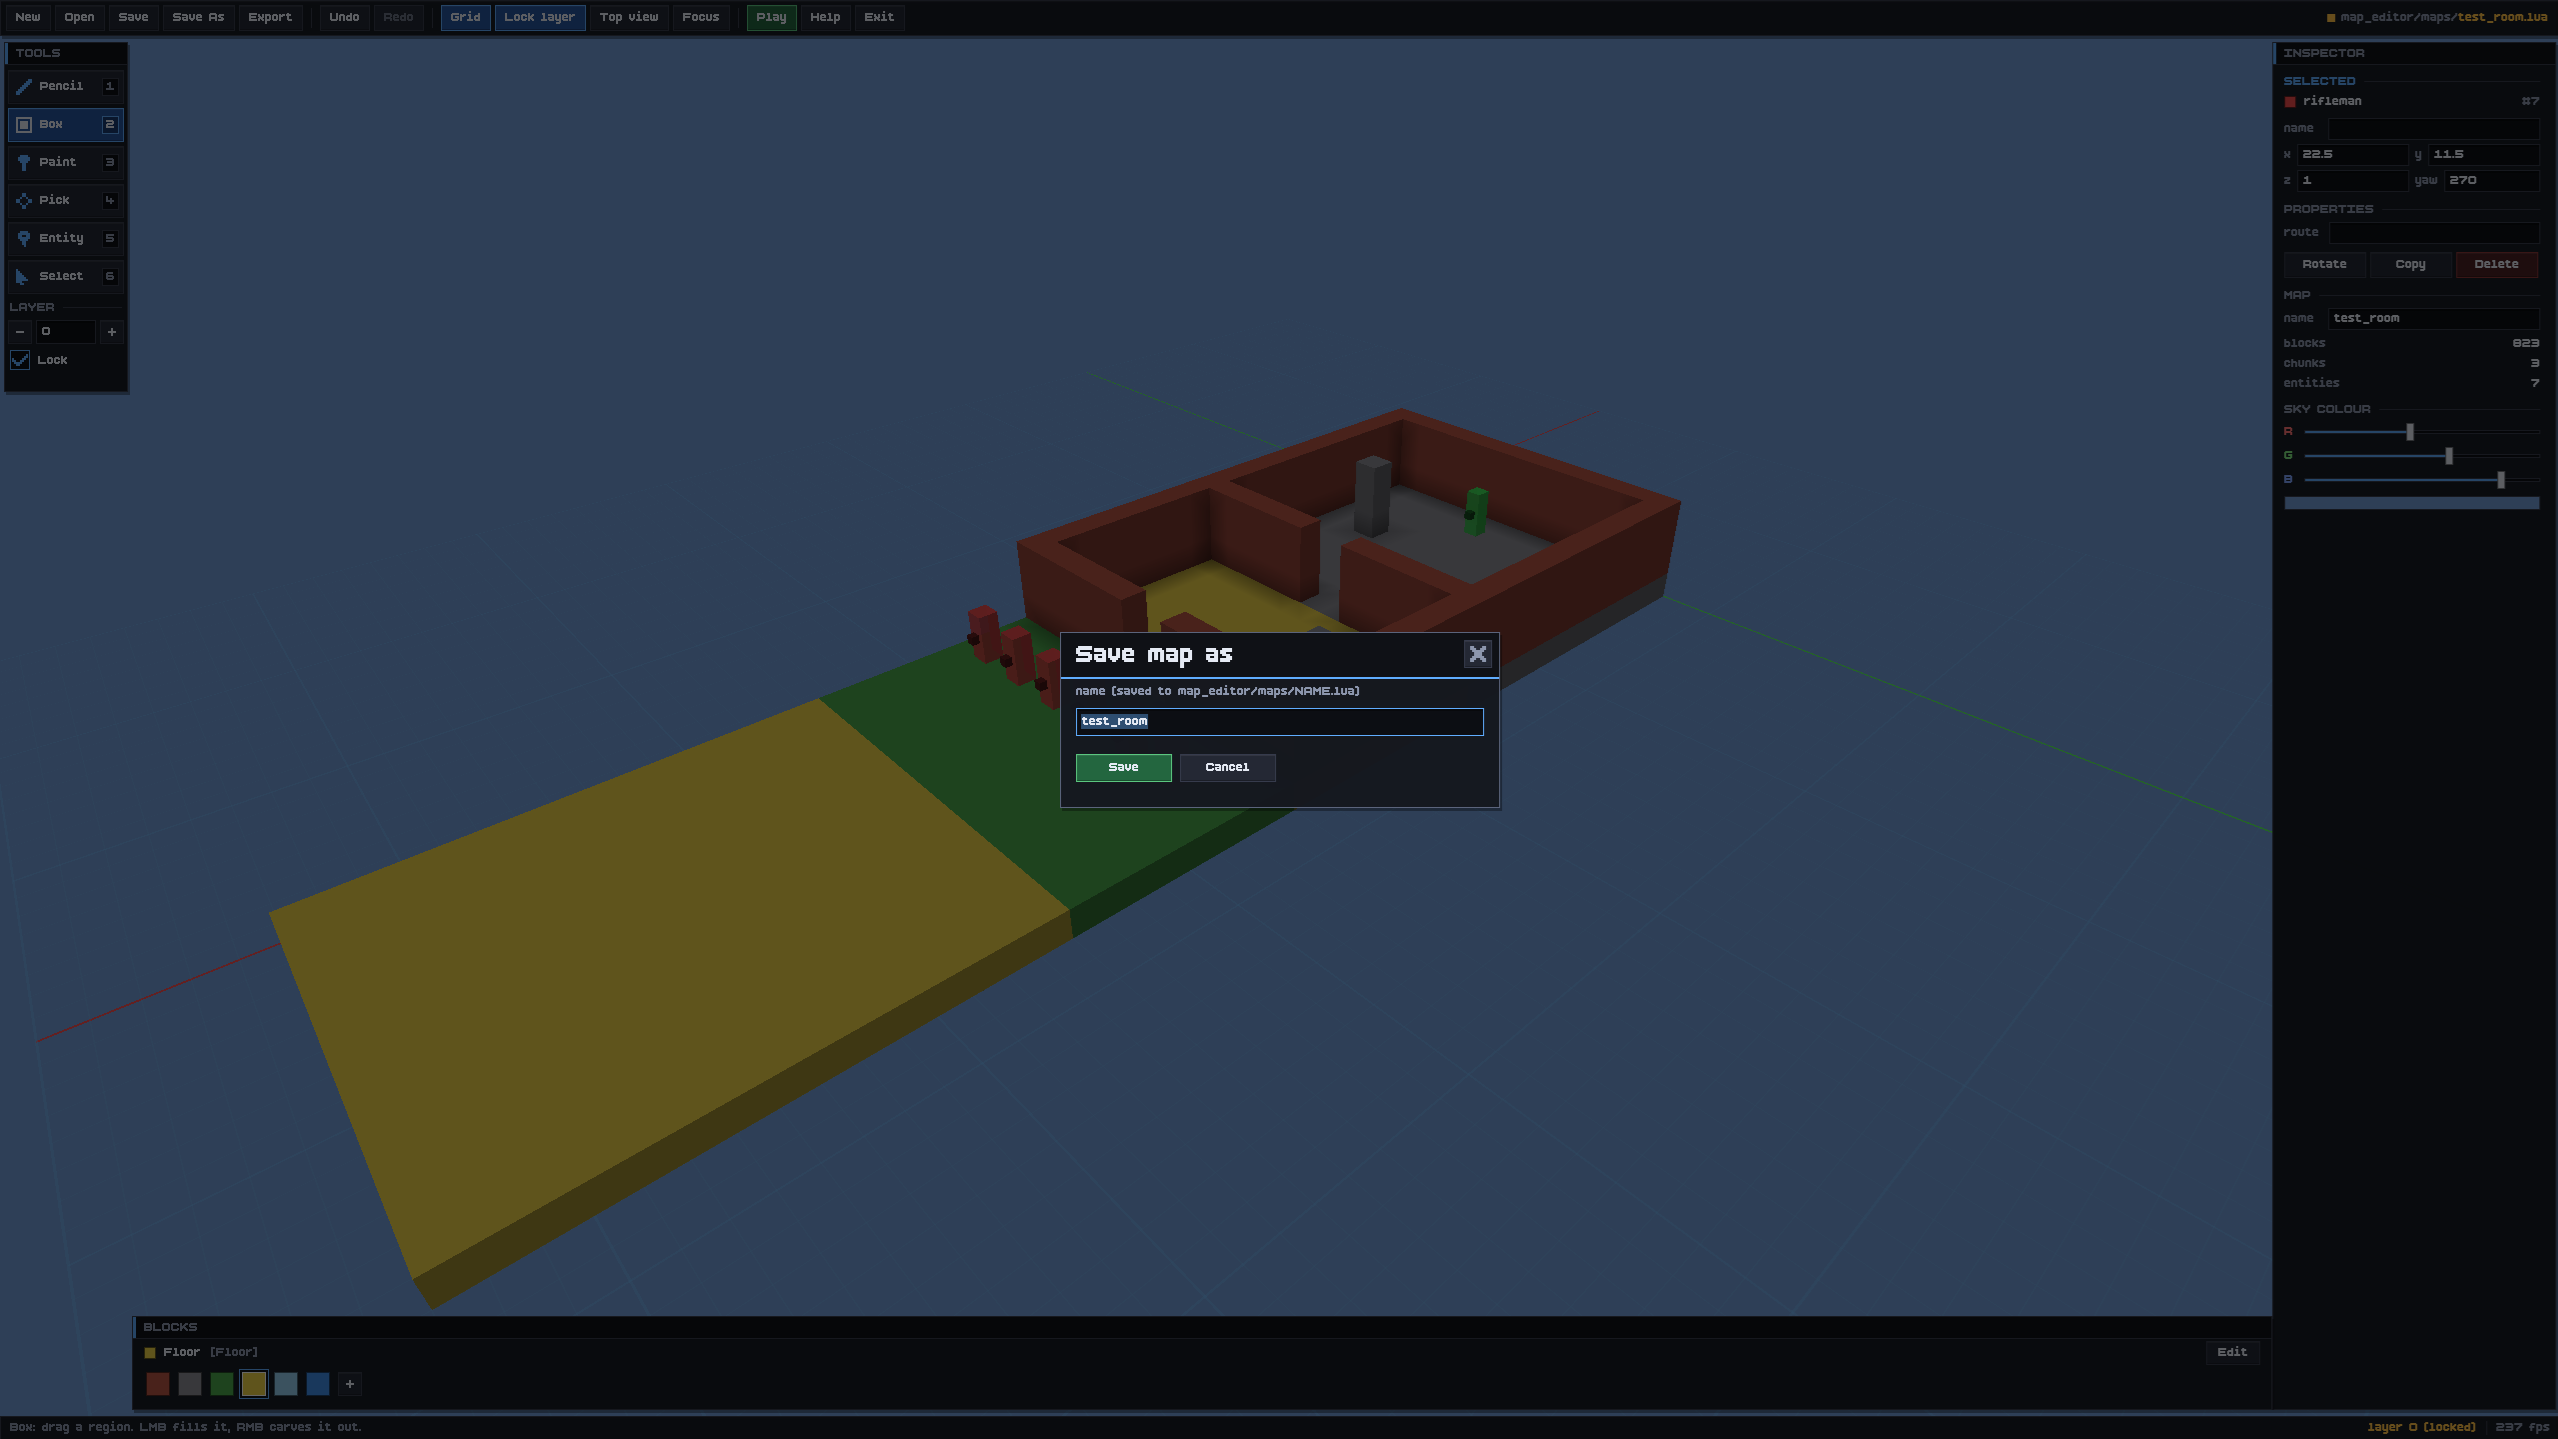 New Open Save Save As Export Undo Redo Grid Lock layer Top view Focus Play Help Exit map_editor/maps/test_room.lua
TOOLS
Pencil 1
Box 2
Paint 3
Pick 4
Entity 5
Select 6
LAYER
- 0 +
Lock
INSPECTOR
SELECTED
rifleman #7
name
x 22.5 y 11.5
z 1 yaw 270
PROPERTIES
route
Rotate Copy Delete
MAP
name test_room
blocks 823
chunks 3
entities 7
SKY COLOUR
R
G
B
Save map as
name (saved to map_editor/maps/NAME.lua)
test_room
Save Cancel
BLOCKS
Floor [Floor]
Edit
+
Box: drag a region. LMB fills it, RMB carves it out.
layer 0 (locked) 237 fps